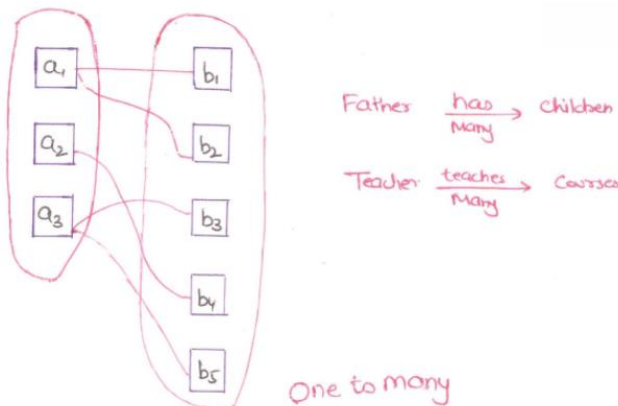 a1
b1
Father has Many → children
a2
b2
Teacher teaches Many → Courses
a3
b3
b4
b5
One to many